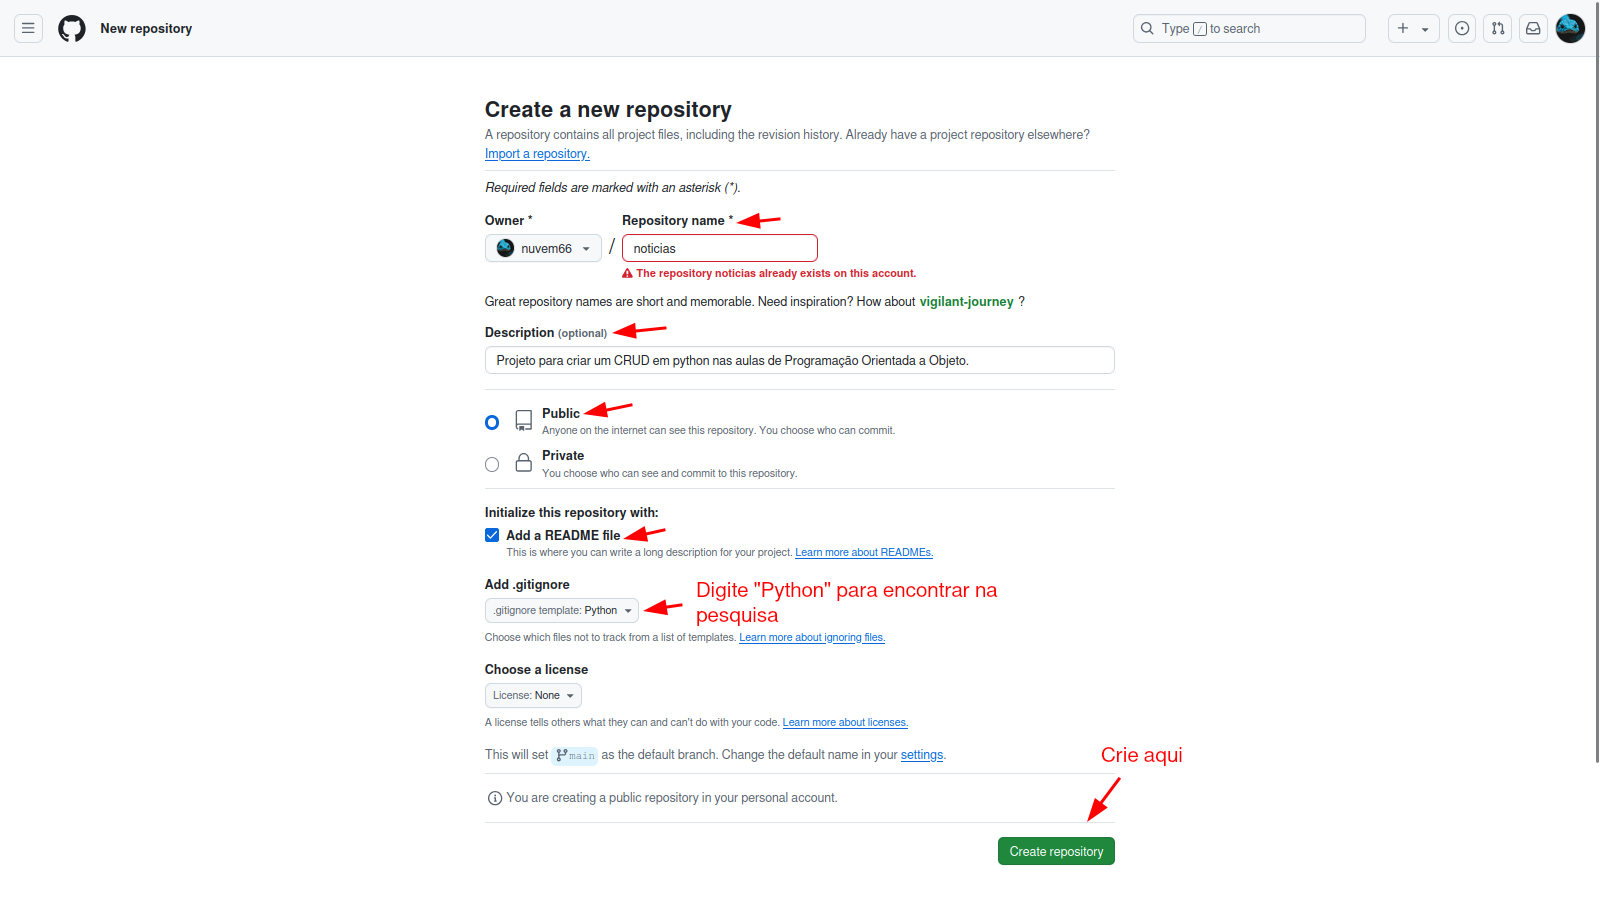 New repository
Type / to search
Create a new repository
A repository contains all project files, including the revision history. Already have a project repository elsewhere?
Import a repository.
Required fields are marked with an asterisk (*).
Owner *
Repository name *
nuvem66
/
noticias
The repository noticias already exists on this account.
Great repository names are short and memorable. Need inspiration? How about vigilant-journey ?
Description (optional)
Projeto para criar um CRUD em python nas aulas de Programação Orientada a Objeto.
Public
Anyone on the internet can see this repository. You choose who can commit.
Private
You choose who can see and commit to this repository.
Initialize this repository with:
Add a README file
This is where you can write a long description for your project. Learn more about READMEs.
Add .gitignore
Digite "Python" para encontrar na
pesquisa
.gitignore template: Python
Choose which files not to track from a list of templates. Learn more about ignoring files.
Choose a license
License: None
A license tells others what they can and can't do with your code. Learn more about licenses.
This will set main as the default branch. Change the default name in your settings.
Crie aqui
You are creating a public repository in your personal account.
Create repository